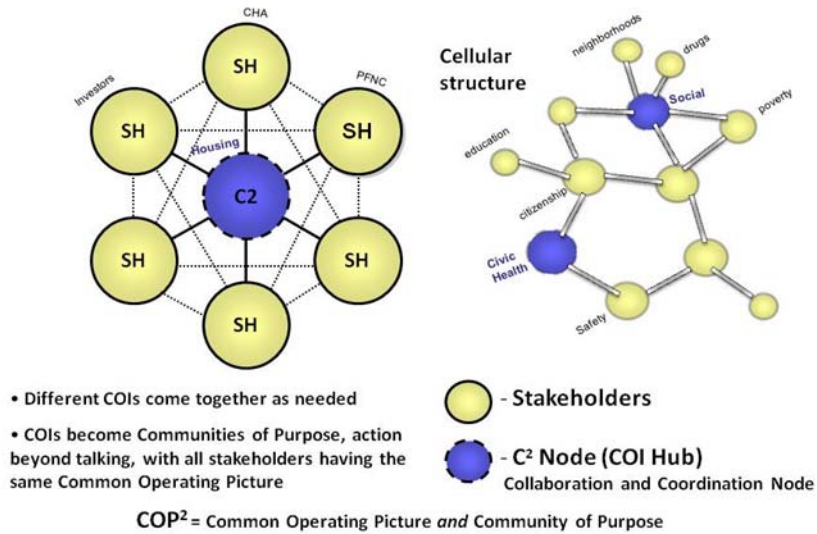 CHA
SH
Investors
SH
PFNC
SH
Housing
C2
SH
SH
SH
Cellular
structure
neighborhoods
drugs
Social
poverty
education
citizenship
Civic
Health
Safety
• Different COIs come together as needed
• COIs become Communities of Purpose, action
beyond talking, with all stakeholders having the
same Common Operating Picture
- Stakeholders
- C² Node (COI Hub)
Collaboration and Coordination Node
COP² = Common Operating Picture and Community of Purpose